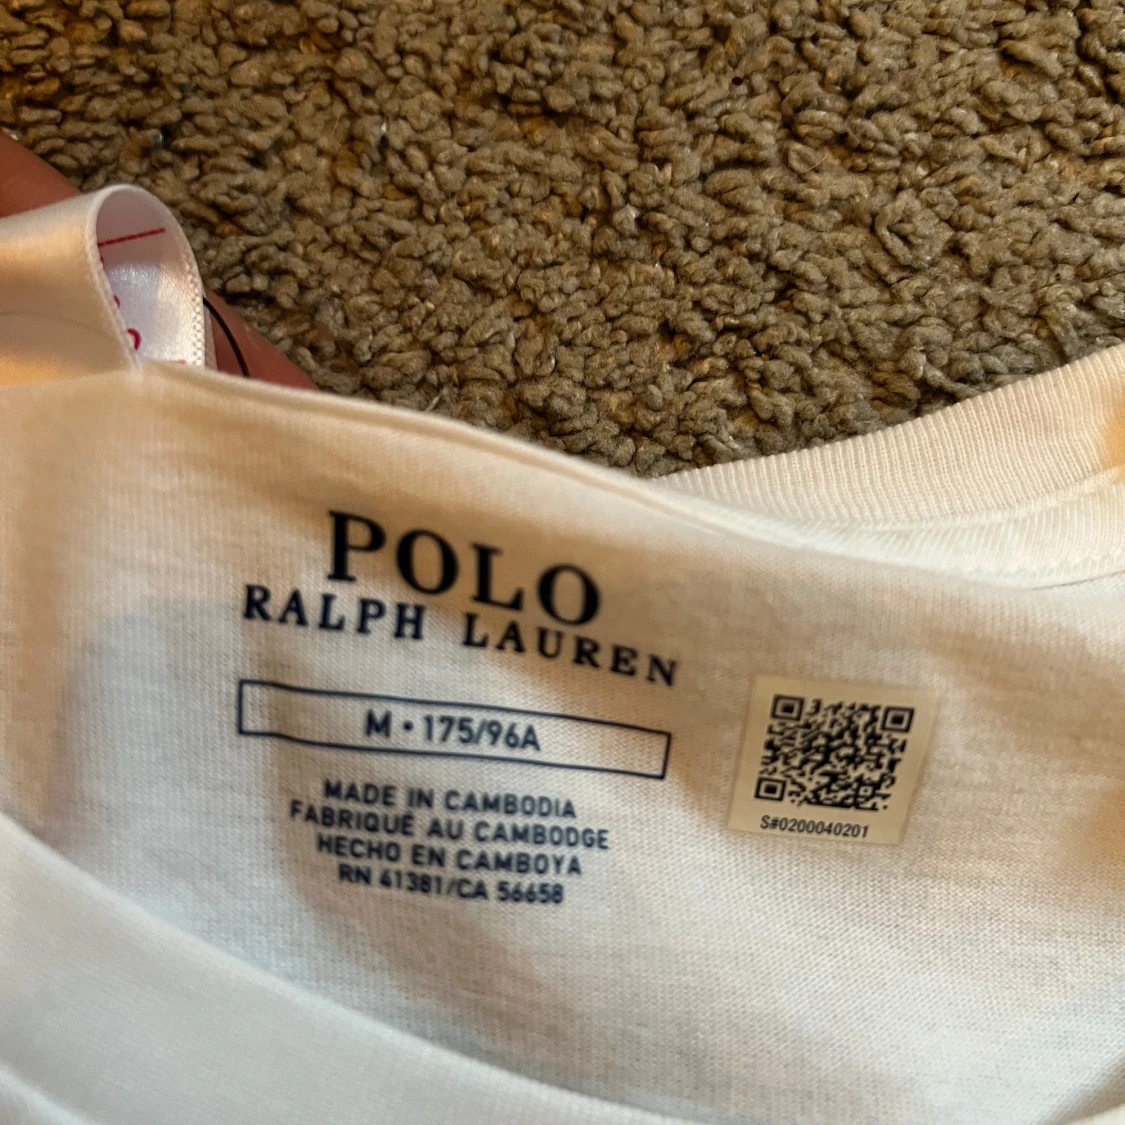 POLO
RALPH LAUREN
M • 175/96A
MADE IN CAMBODIA
FABRIQUÉ AU CAMBODGE
HECHO EN CAMBOYA
RN 41381/CA 56658
S#0200040201